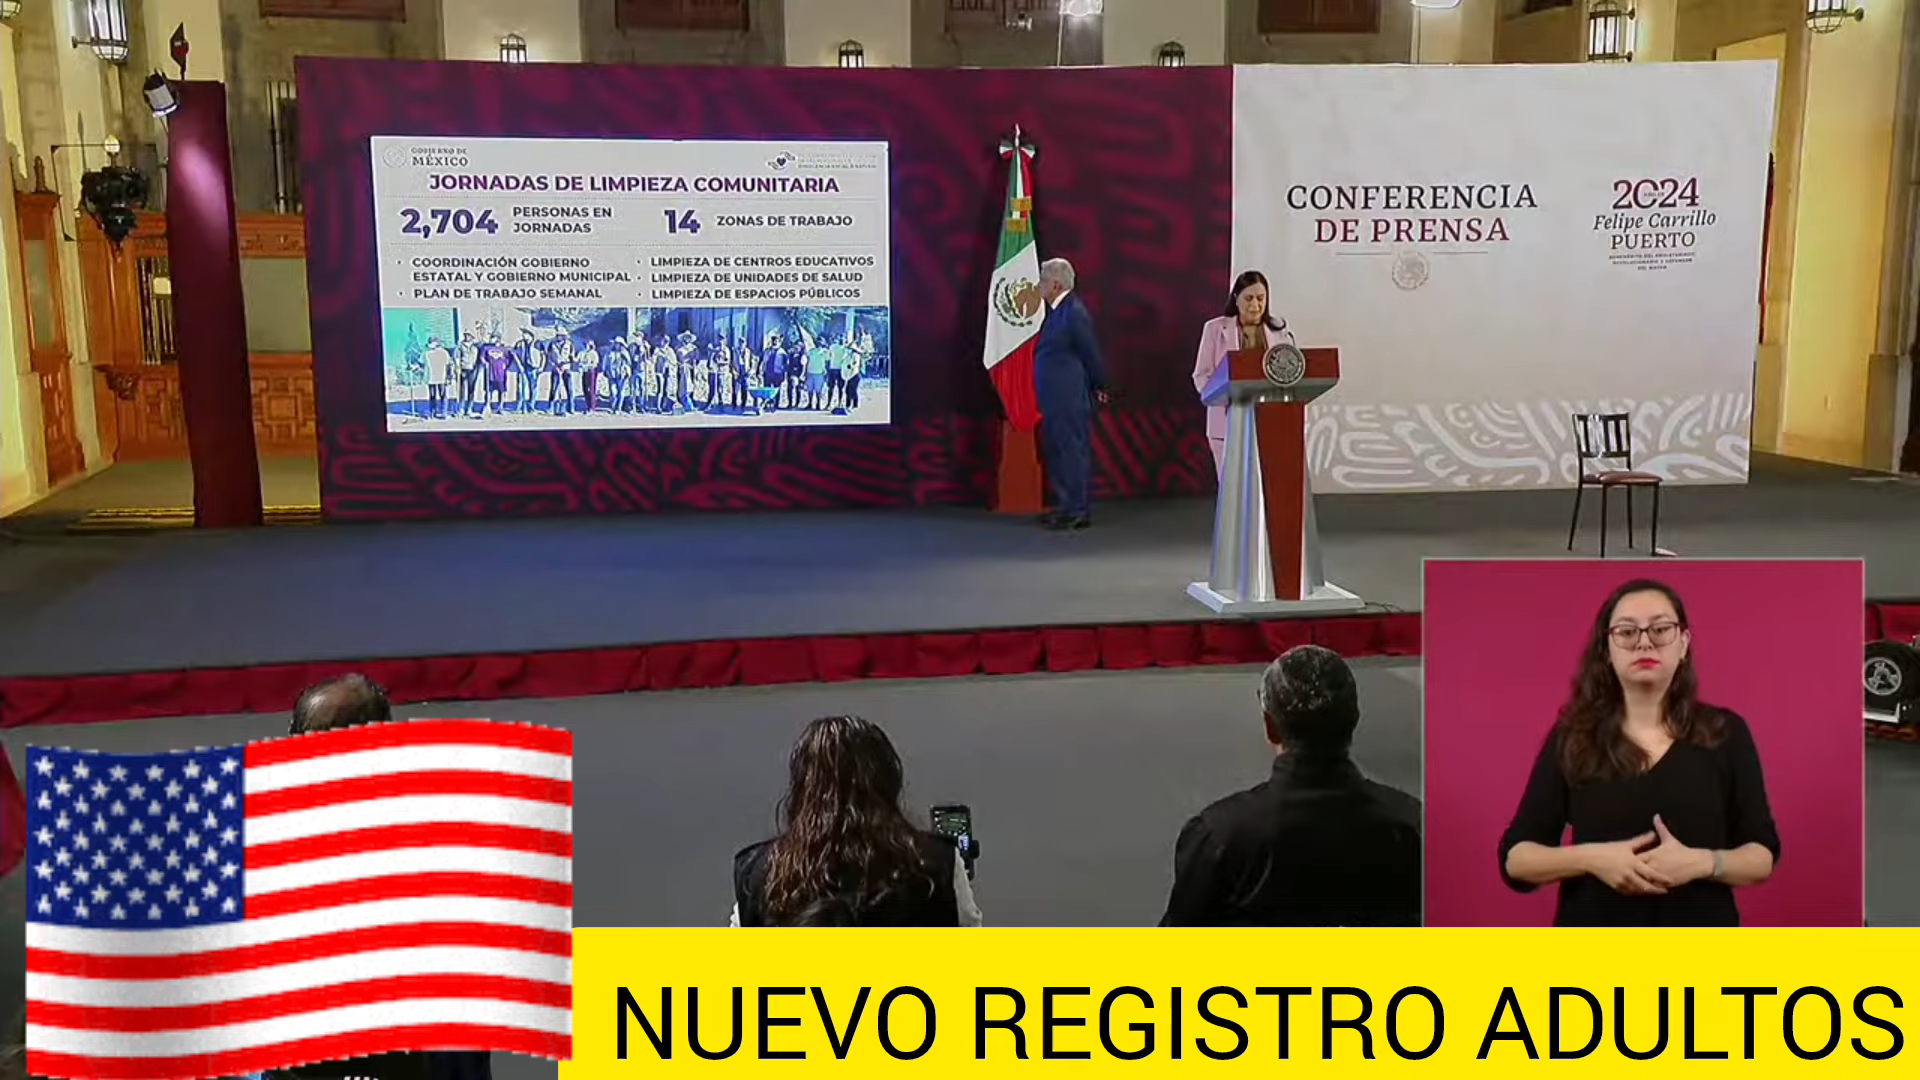 GOBIERNO DE
MÉXICO
JORNADAS DE LIMPIEZA COMUNITARIA
2,704 PERSONAS EN
JORNADAS
14 ZONAS DE TRABAJO
• COORDINACIÓN GOBIERNO
ESTATAL Y GOBIERNO MUNICIPAL
• PLAN DE TRABAJO SEMANAL
• LIMPIEZA DE CENTROS EDUCATIVOS
• LIMPIEZA DE UNIDADES DE SALUD
• LIMPIEZA DE ESPACIOS PÚBLICOS
CONFERENCIA
DE PRENSA
2024
Felipe Carrillo
PUERTO
NUEVO REGISTRO ADULTOS